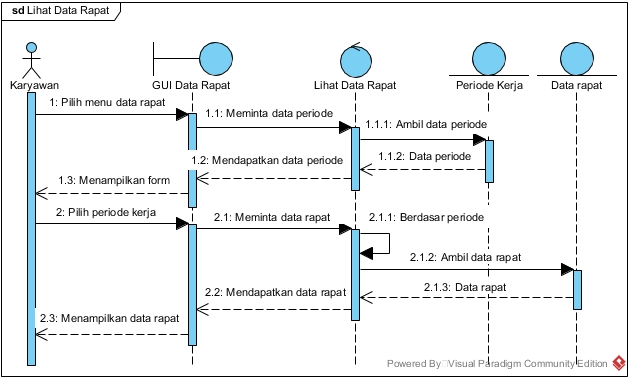 sd Lihat Data Rapat
Karyawan
GUI Data Rapat
Lihat Data Rapat
Periode Kerja
Data rapat
1: Pilih menu data rapat
1.1: Meminta data periode
1.1.1: Ambil data periode
1.1.2: Data periode
1.2: Mendapatkan data periode
1.3: Menampilkan form
2: Pilih periode kerja
2.1: Meminta data rapat
2.1.1: Berdasar periode
2.1.2: Ambil data rapat
2.1.3: Data rapat
2.2: Mendapatkan data rapat
2.3: Menampilkan data rapat
Powered By Visual Paradigm Community Edition